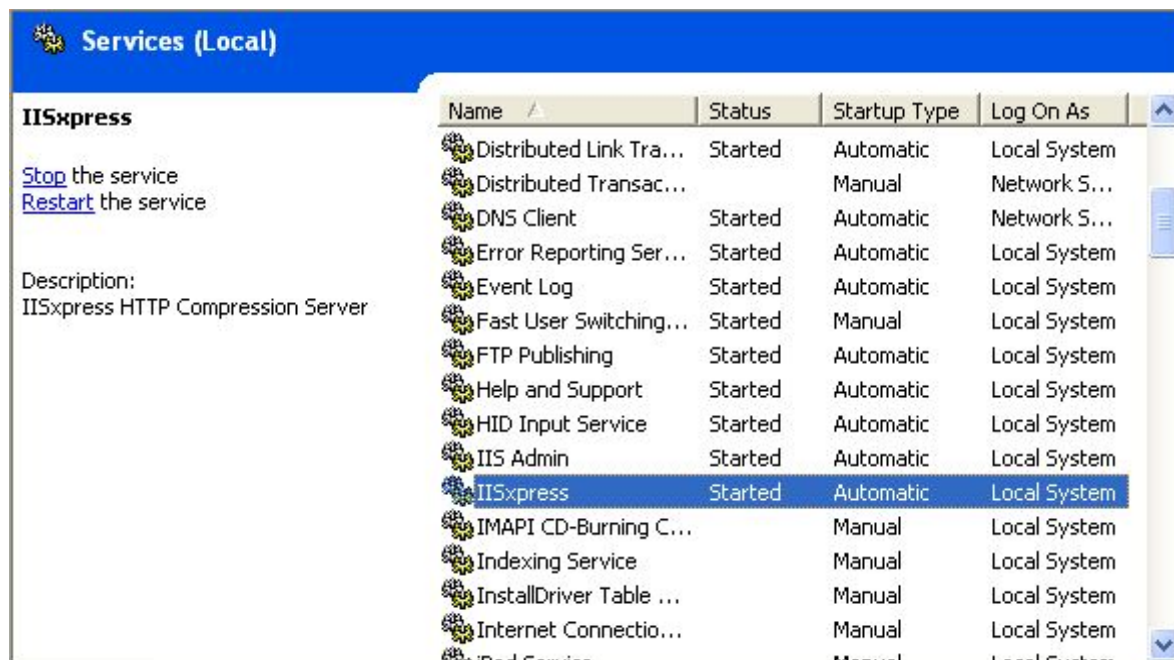 Services (Local)
IISxpress
Stop the service
Restart the service
Description:
IISxpress HTTP Compression Server
Name Status Startup Type Log On As
Distributed Link Tra... Started Automatic Local System
Distributed Transac... Manual Network S...
DNS Client Started Automatic Network S...
Error Reporting Ser... Started Automatic Local System
Event Log Started Automatic Local System
Fast User Switching... Started Manual Local System
FTP Publishing Started Automatic Local System
Help and Support Started Automatic Local System
HID Input Service Started Automatic Local System
IIS Admin Started Automatic Local System
IISxpress Started Automatic Local System
IMAPI CD-Burning C... Manual Local System
Indexing Service Manual Local System
InstallDriver Table ... Manual Local System
Internet Connectio... Manual Local System
iPod Service Manual Local System